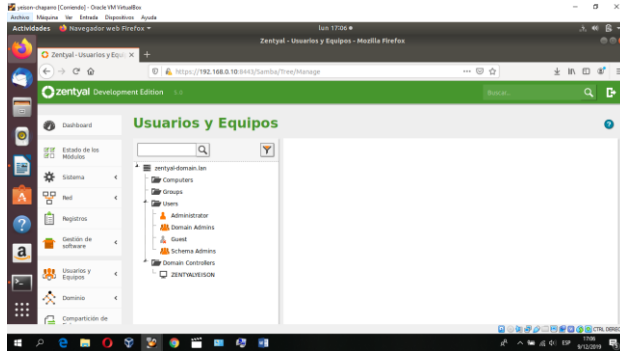 yeison-chaparro [Corriendo] - Oracle VM VirtualBox
Archivo Máquina Ver Entrada Dispositivos Ayuda
Actividades Navegador web Firefox lun 17:06
Zentyal - Usuarios y Equipos - Mozilla Firefox
Zentyal - Usuarios y Equi
https://192.168.0.10:8443/Samba/Tree/Manage
zentyal Development Edition
Buscar...
Usuarios y Equipos
Dashboard
Estado de los
Módulos
Sistema
Red
Registros
Gestión de
software
Usuarios y
Equipos
Dominio
Compartición de
zentyal-domain.lan
Computers
Groups
Users
Administrator
Domain Admins
Guest
Schema Admins
Domain Controllers
ZENTYALYEISON
ESP
17:06
9/12/2019